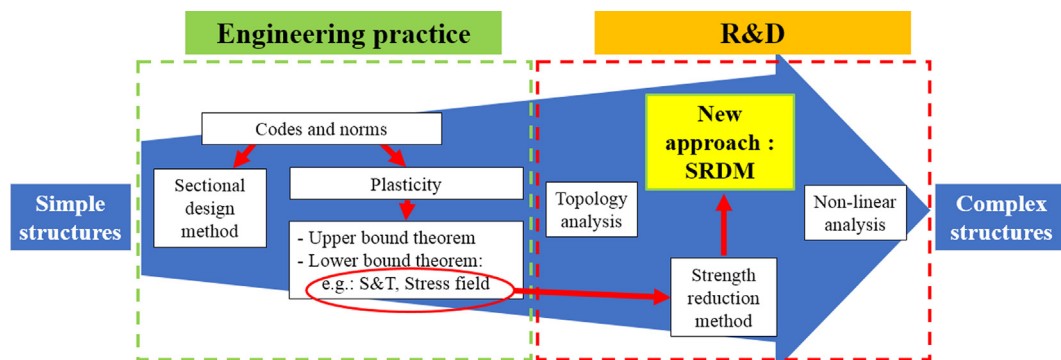 Engineering practice
R&D
Simple
structures
Codes and norms
Sectional
design
method
Plasticity
- Upper bound theorem
- Lower bound theorem:
e.g.: S&T, Stress field
Topology
analysis
New
approach :
SRDM
Strength
reduction
method
Non-linear
analysis
Complex
structures